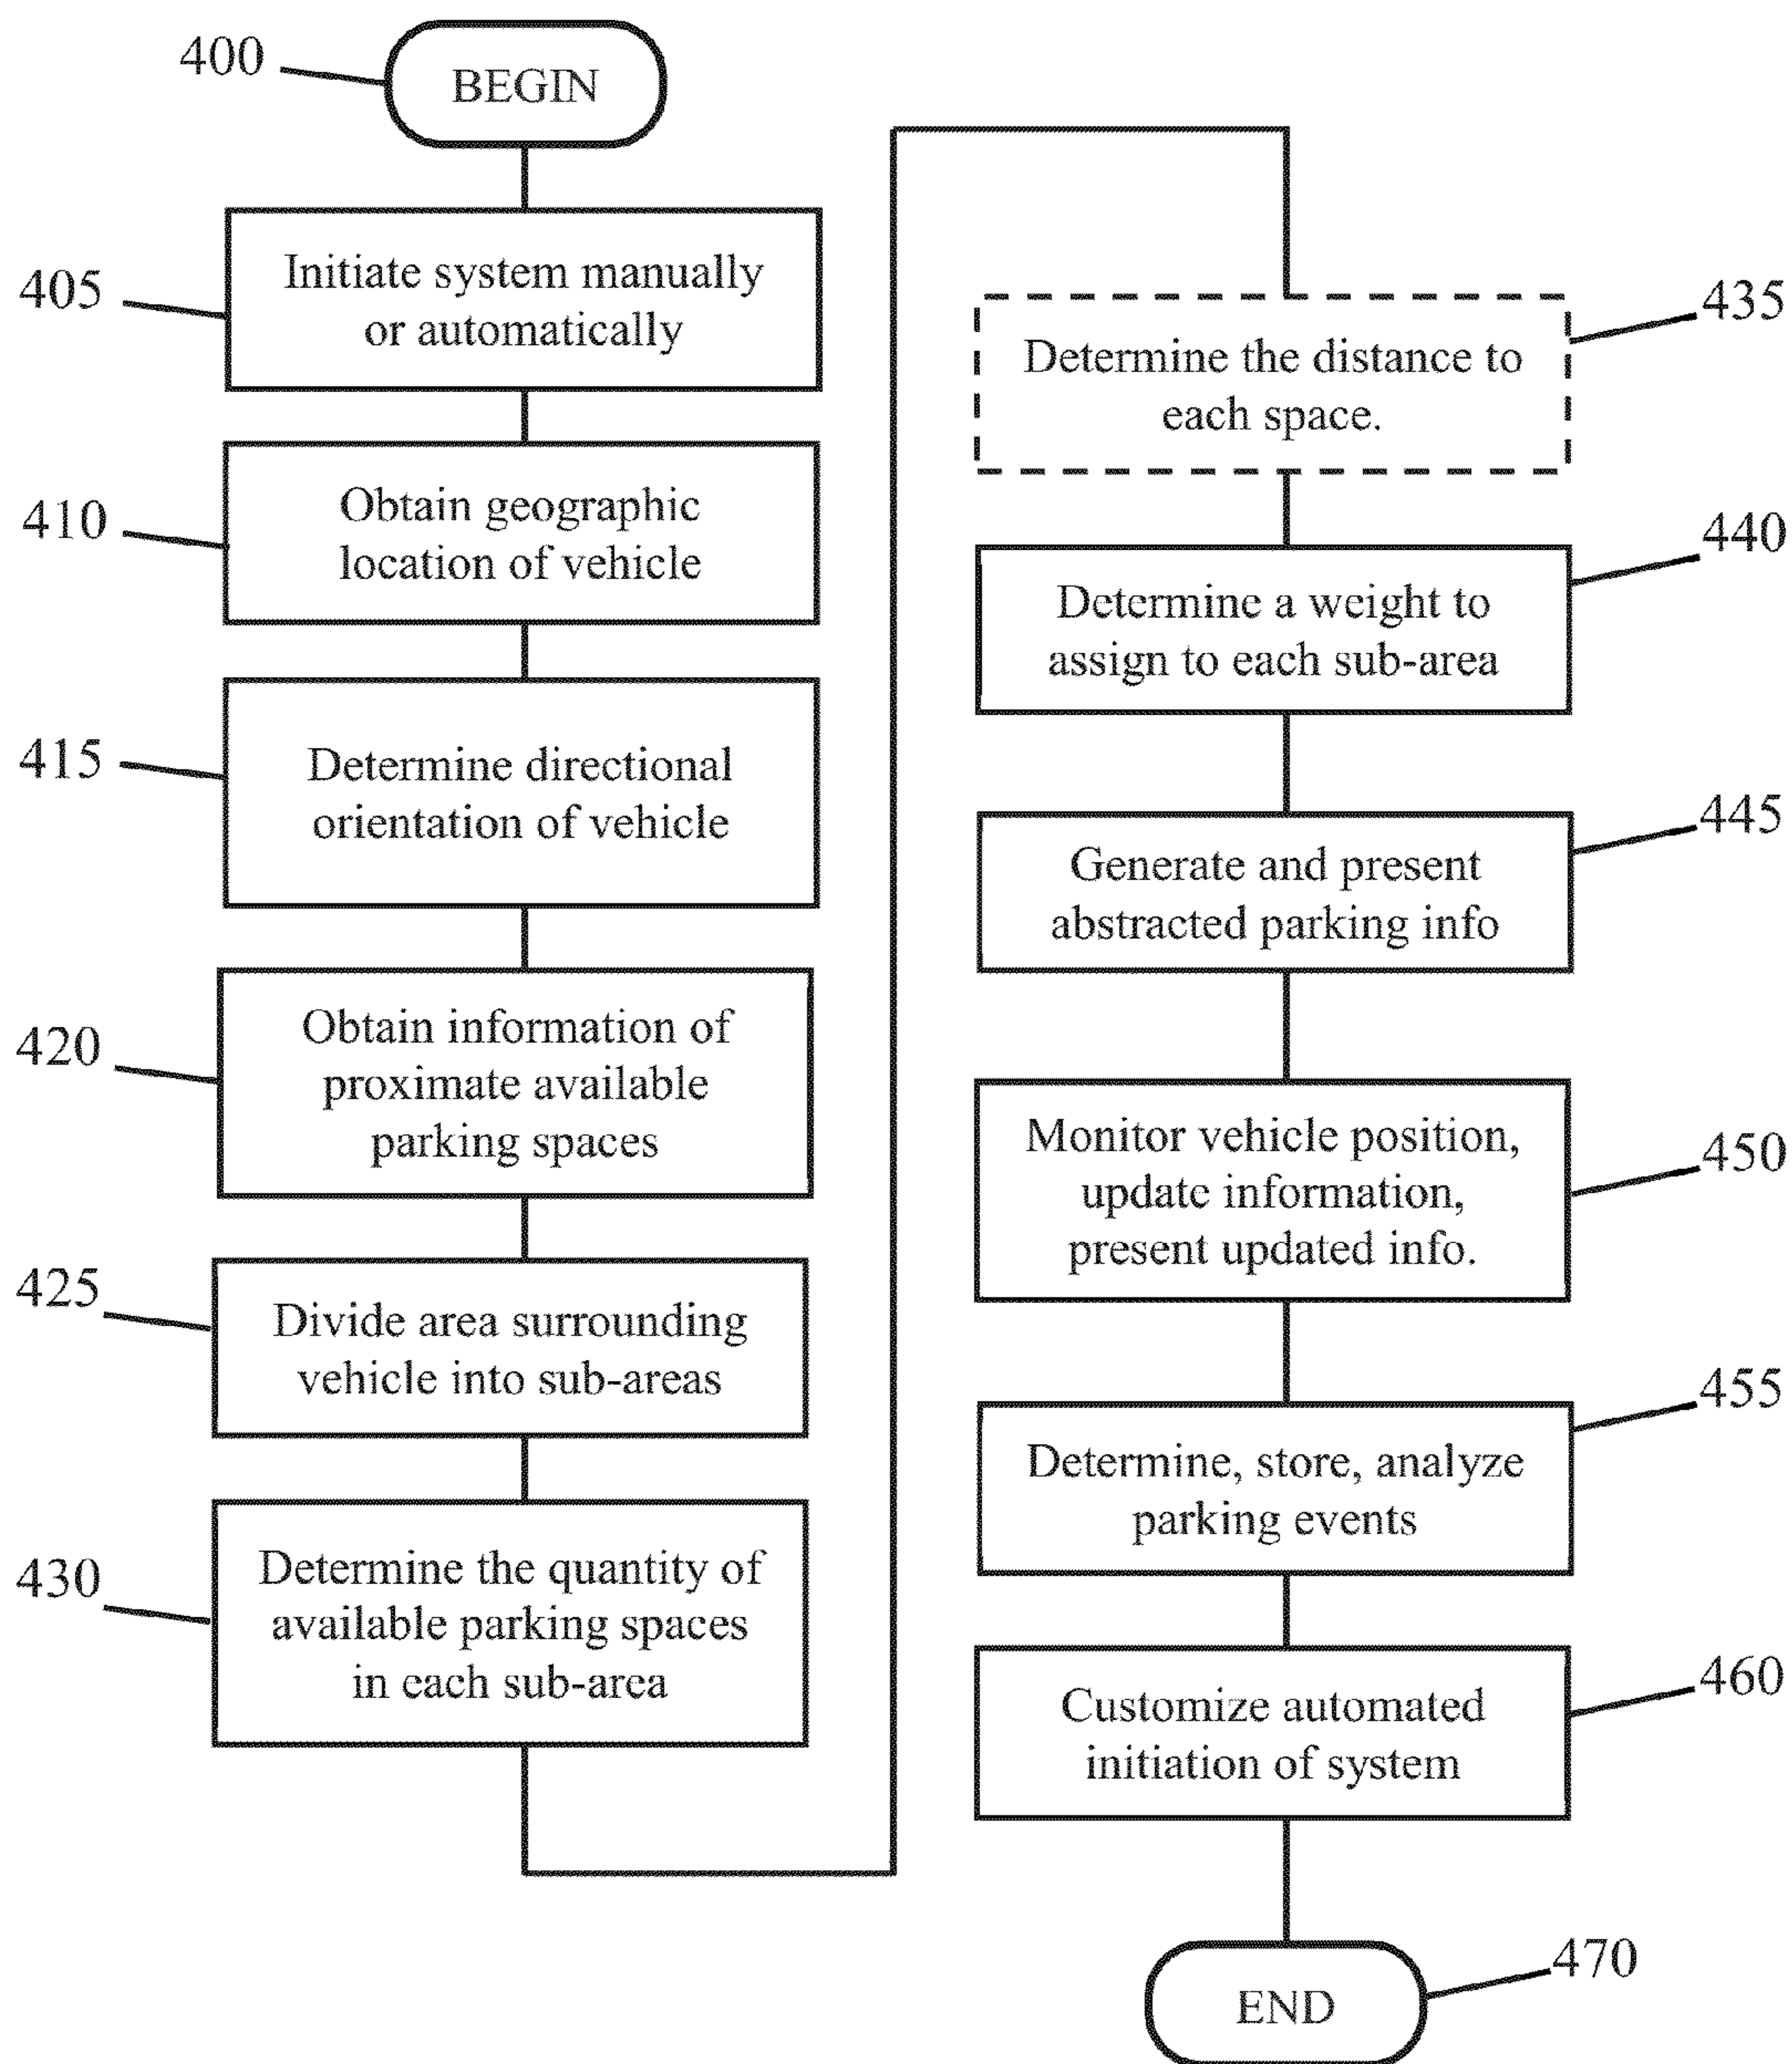 400
BEGIN
405
Initiate system manually
or automatically
410
Obtain geographic
location of vehicle
415
Determine directional
orientation of vehicle
420
Obtain information of
proximate available
parking spaces
425
Divide area surrounding
vehicle into sub-areas
430
Determine the quantity of
available parking spaces
in each sub-area
435
Determine the distance to
each space.
440
Determine a weight to
assign to each sub-area
445
Generate and present
abstracted parking info
450
Monitor vehicle position,
update information,
present updated info.
455
Determine, store, analyze
parking events
460
Customize automated
initiation of system
470
END